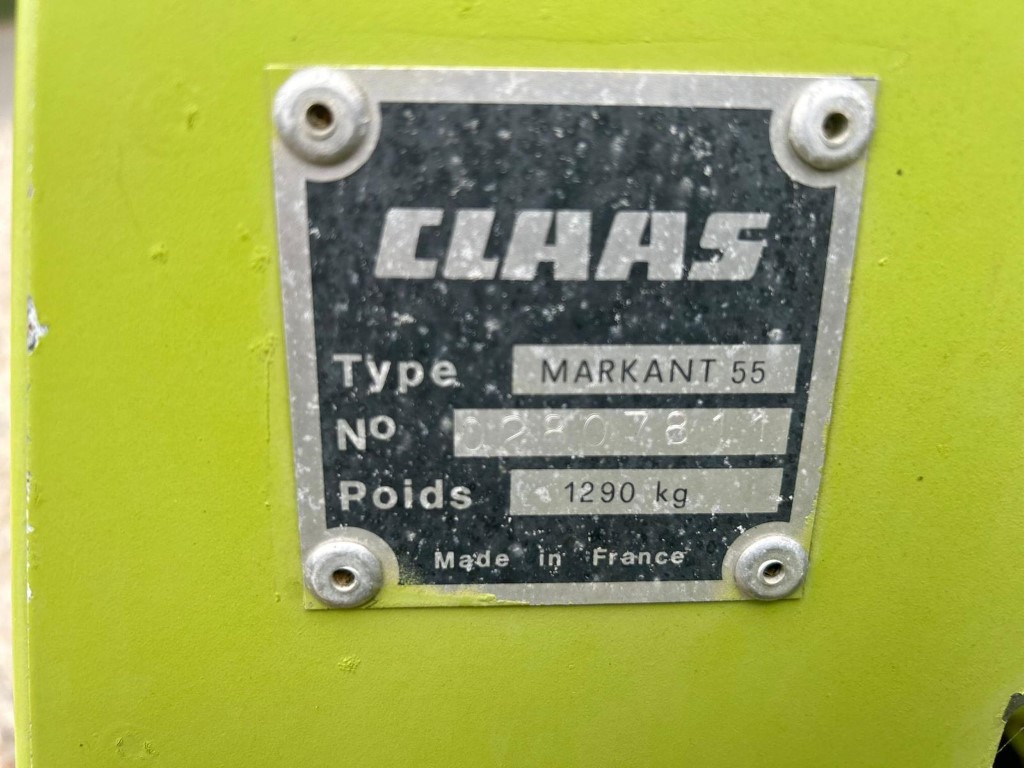 CLAAS
Type MARKANT 55
Nº
Poids 1290 kg
Made in France